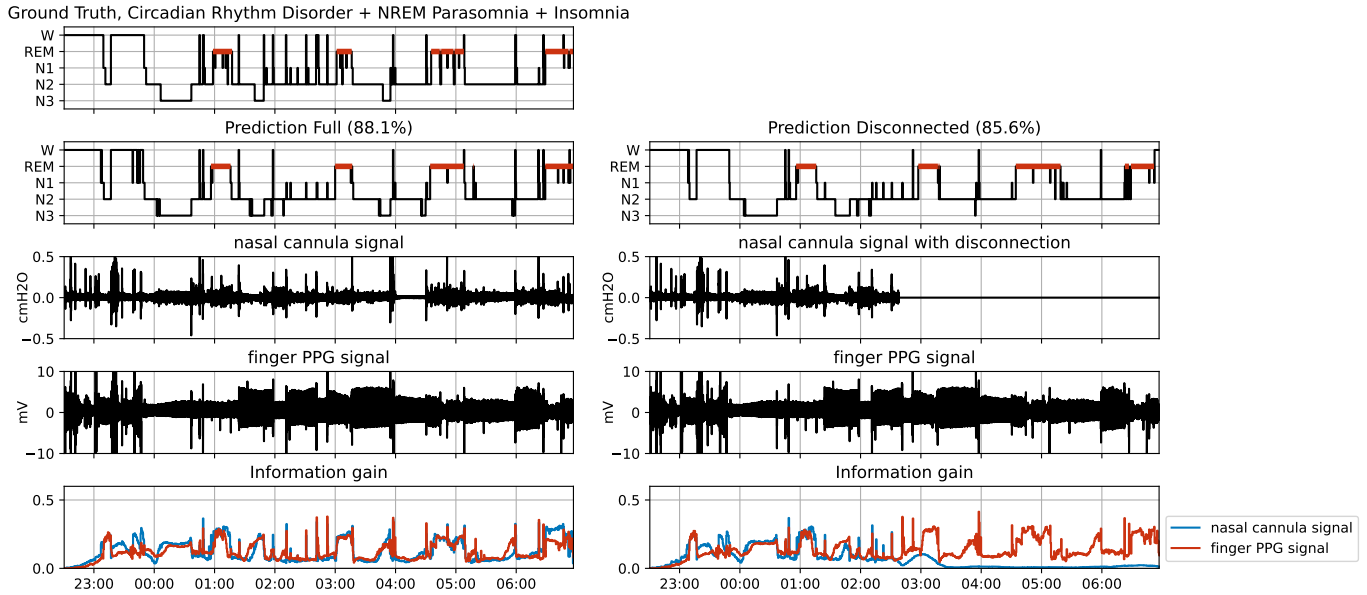 Ground Truth, Circadian Rhythm Disorder + NREM Parasomnia + Insomnia
W
REM
N1
N2
N3
Prediction Full (88.1%)
W
REM
N1
N2
N3
Prediction Disconnected (85.6%)
W
REM
N1
N2
N3
nasal cannula signal
cmH2O
0.5
0.0
−0.5
nasal cannula signal with disconnection
cmH2O
0.5
0.0
−0.5
finger PPG signal
mV
10
0
−10
finger PPG signal
mV
10
0
−10
Information gain
0.5
0.0
23:00 00:00 01:00 02:00 03:00 04:00 05:00 06:00
Information gain
0.5
0.0
23:00 00:00 01:00 02:00 03:00 04:00 05:00 06:00
nasal cannula signal
finger PPG signal